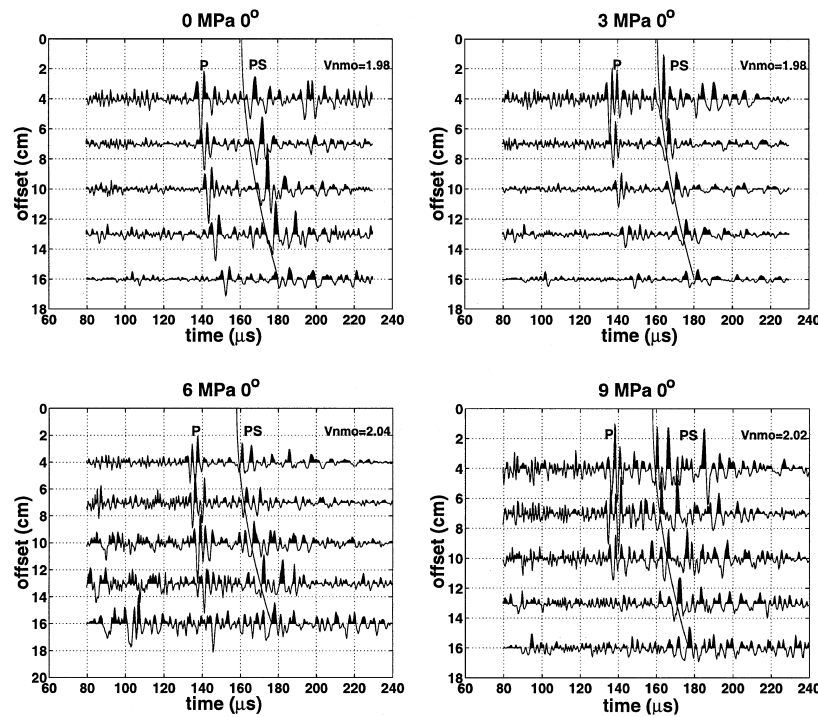 0 MPa 0°
P
PS
Vnmo=1.98
offset (cm)
0
2
4
6
8
10
12
14
16
18
60 80 100 120 140 160 180 200 220 240
time (μs)
3 MPa 0°
P
PS
Vnmo=1.98
offset (cm)
0
2
4
6
8
10
12
14
16
18
60 80 100 120 140 160 180 200 220 240
time (μs)
6 MPa 0°
P
PS
Vnmo=2.04
offset (cm)
0
2
4
6
8
10
12
14
16
18
20
60 80 100 120 140 160 180 200 220 240
time (μs)
9 MPa 0°
P
PS
Vnmo=2.02
offset (cm)
0
2
4
6
8
10
12
14
16
18
60 80 100 120 140 160 180 200 220 240
time (μs)